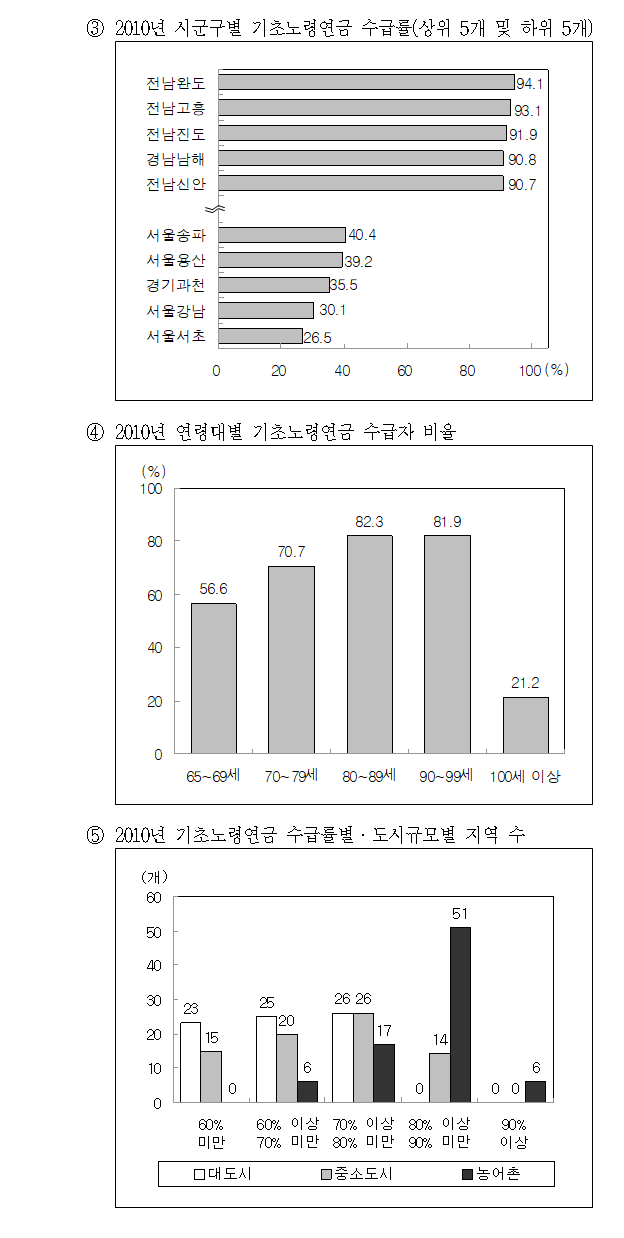 ③ 2010년 시군구별 기초노령연금 수급률(상위 5개 및 하위 5개)
전남완도 94.1
전남고흥 93.1
전남진도 91.9
경남남해 90.8
전남신안 90.7
서울송파 40.4
서울용산 39.2
경기과천 35.5
서울강남 30.1
서울서초 26.5
0 20 40 60 80 100 (%)
④ 2010년 연령대별 기초노령연금 수급자 비율
(%)
100
80
60
40
20
0
56.6 70.7 82.3 81.9 21.2
65~69세 70~79세 80~89세 90~99세 100세 이상
⑤ 2010년 기초노령연금 수급률별·도시규모별 지역 수
(개)
60
50
40
30
20
10
0
23 15 0 25 20 6 26 26 17 0 14 51 0 0 6
60% 60% 이상 70% 이상 80% 이상 90%
미만 70% 미만 80% 미만 90% 미만 이상
대도시 중소도시 농어촌